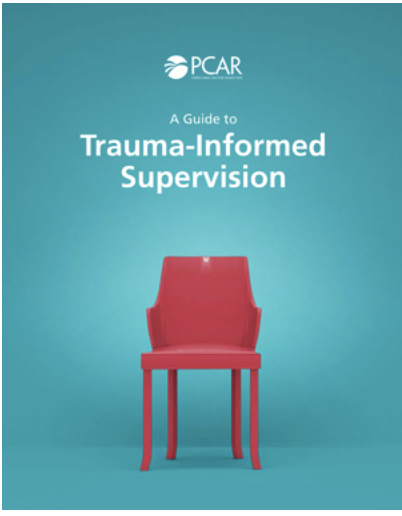 PCAR
A Guide to
Trauma-Informed
Supervision